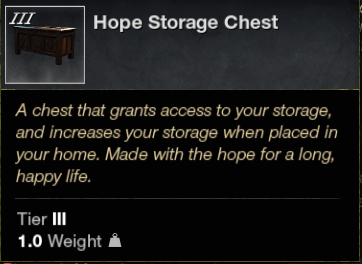 III
Hope Storage Chest
A chest that grants access to your storage,
and increases your storage when placed in
your home. Made with the hope for a long,
happy life.
Tier III
1.0 Weight